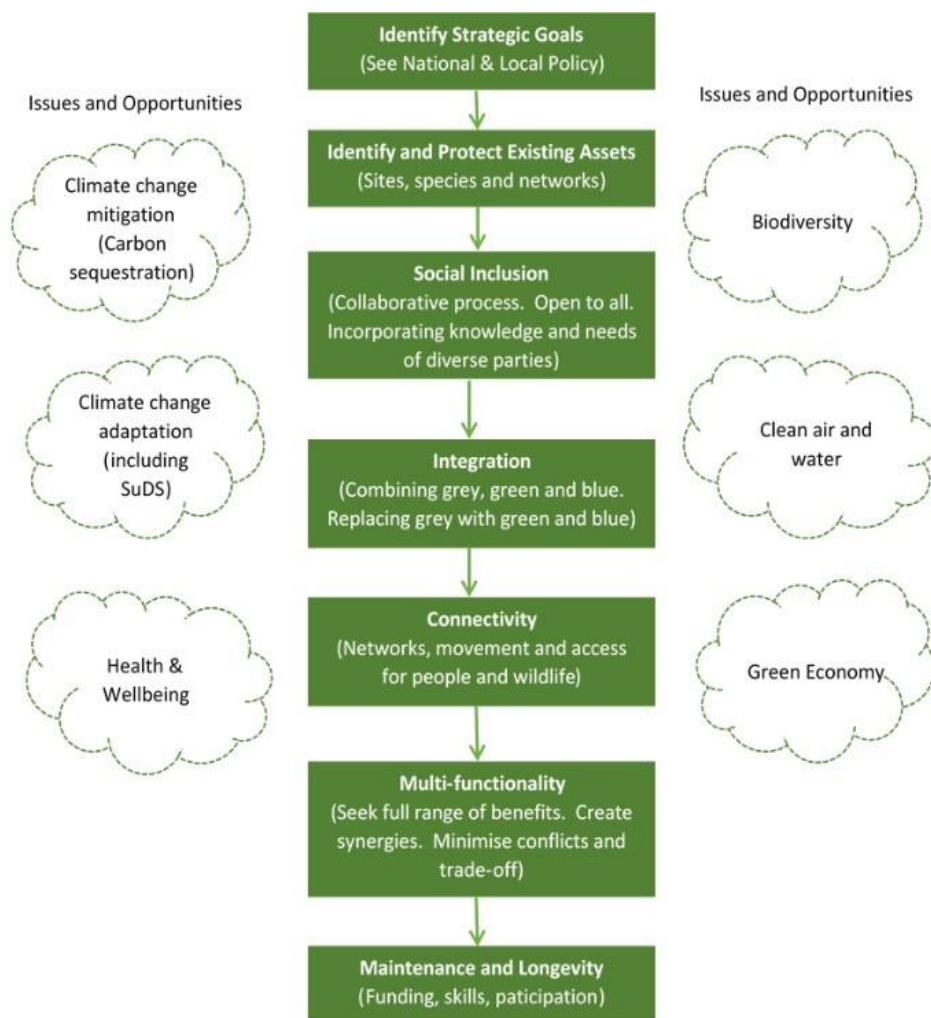 Identify Strategic Goals
(See National & Local Policy)
Issues and Opportunities
Issues and Opportunities
Identify and Protect Existing Assets
(Sites, species and networks)
Climate change
mitigation
(Carbon
sequestration)
Biodiversity
Social Inclusion
(Collaborative process.  Open to all.
Incorporating knowledge and needs
of diverse parties)
Climate change
adaptation
(including
SuDS)
Clean air and
water
Integration
(Combining grey, green and blue.
Replacing grey with green and blue)
Connectivity
(Networks, movement and access
for people and wildlife)
Health &
Wellbeing
Green Economy
Multi-functionality
(Seek full range of benefits.  Create
synergies.  Minimise conflicts and
trade-off)
Maintenance and Longevity
(Funding, skills, paticipation)